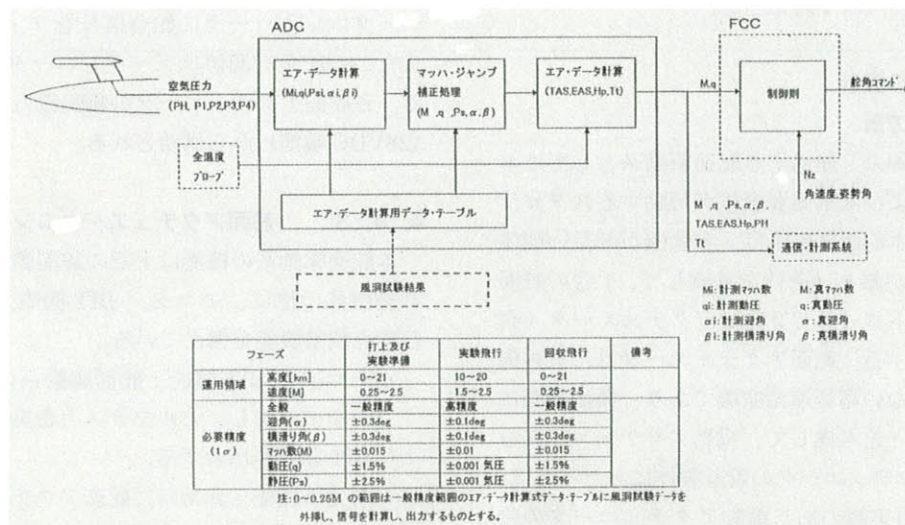 ADC
FCC
空気圧力
(PH, P1,P2,P3,P4)
エア・データ計算
(Mi,qi,Psi,αi,βi)
マッハ・ジャンプ
補正処理
(M ,q ,Ps,α,β)
エア・データ計算
(TAS,EAS,Hp,Tt)
M,q
制御則
舵角コマンド
全温度
プローブ
Nz
角速度,姿勢角
エア・データ計算用データ・テーブル
M ,q ,Ps,α,β,
TAS,EAS,Hp,PH
Tt
通信・計測系統
風洞試験結果
Mi:計測マッハ数 M:真マッハ数
qi:計測動圧 q:真動圧
αi:計測迎角 α:真迎角
βi:計測横滑り角 β:真横滑り角
フェーズ 打上及び実験準備 実験飛行 回収飛行 備考
運用領域 高度[km] 0~21 10~20 0~21
速度[M] 0.25~2.5 1.5~2.5 0.25~2.5
必要精度(1σ) 全般 一般精度 高精度 一般精度
迎角(α) ±0.3deg ±0.1deg ±0.3deg
横滑り角(β) ±0.3deg ±0.1deg ±0.3deg
マッハ数(M) ±0.015 ±0.01 ±0.015
動圧(q) ±1.5% ±0.001 気圧 ±1.5%
静圧(Ps) ±2.5% ±0.001 気圧 ±2.5%
注:0~0.25M の範囲は一般精度範囲のエア・データ計算式データ・テーブルに風洞試験データを
外挿し、信号を計算し、出力するものとする。